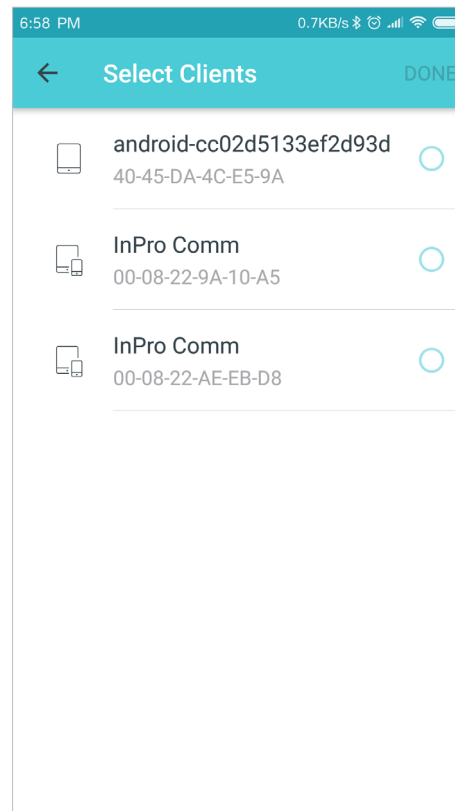 6:58 PM 0.7KB/s
Select Clients DONE
android-cc02d5133ef2d93d
40-45-DA-4C-E5-9A
InPro Comm
00-08-22-9A-10-A5
InPro Comm
00-08-22-AE-EB-D8